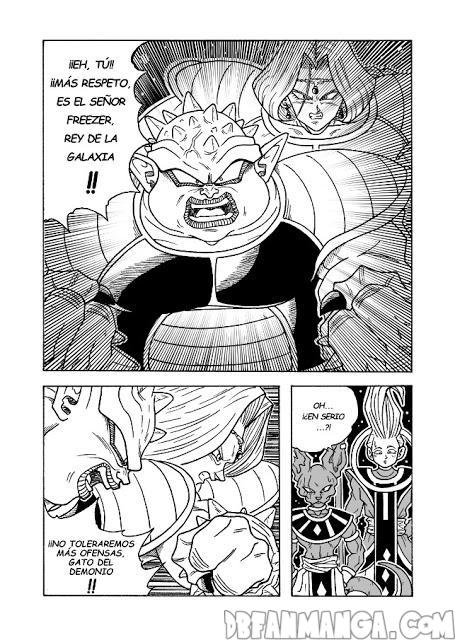 ¡¡EH, TÚ!!
¡¡MÁS RESPETO,
ES EL SEÑOR
FREEZER,
REY DE LA
GALAXIA
!!
¡¡NO TOLERAREMOS
MÁS OFENSAS,
GATO DEL
DEMONIO
!!
OH...
¡¿EN SERIO
...?!
DBFANMANGA.COM